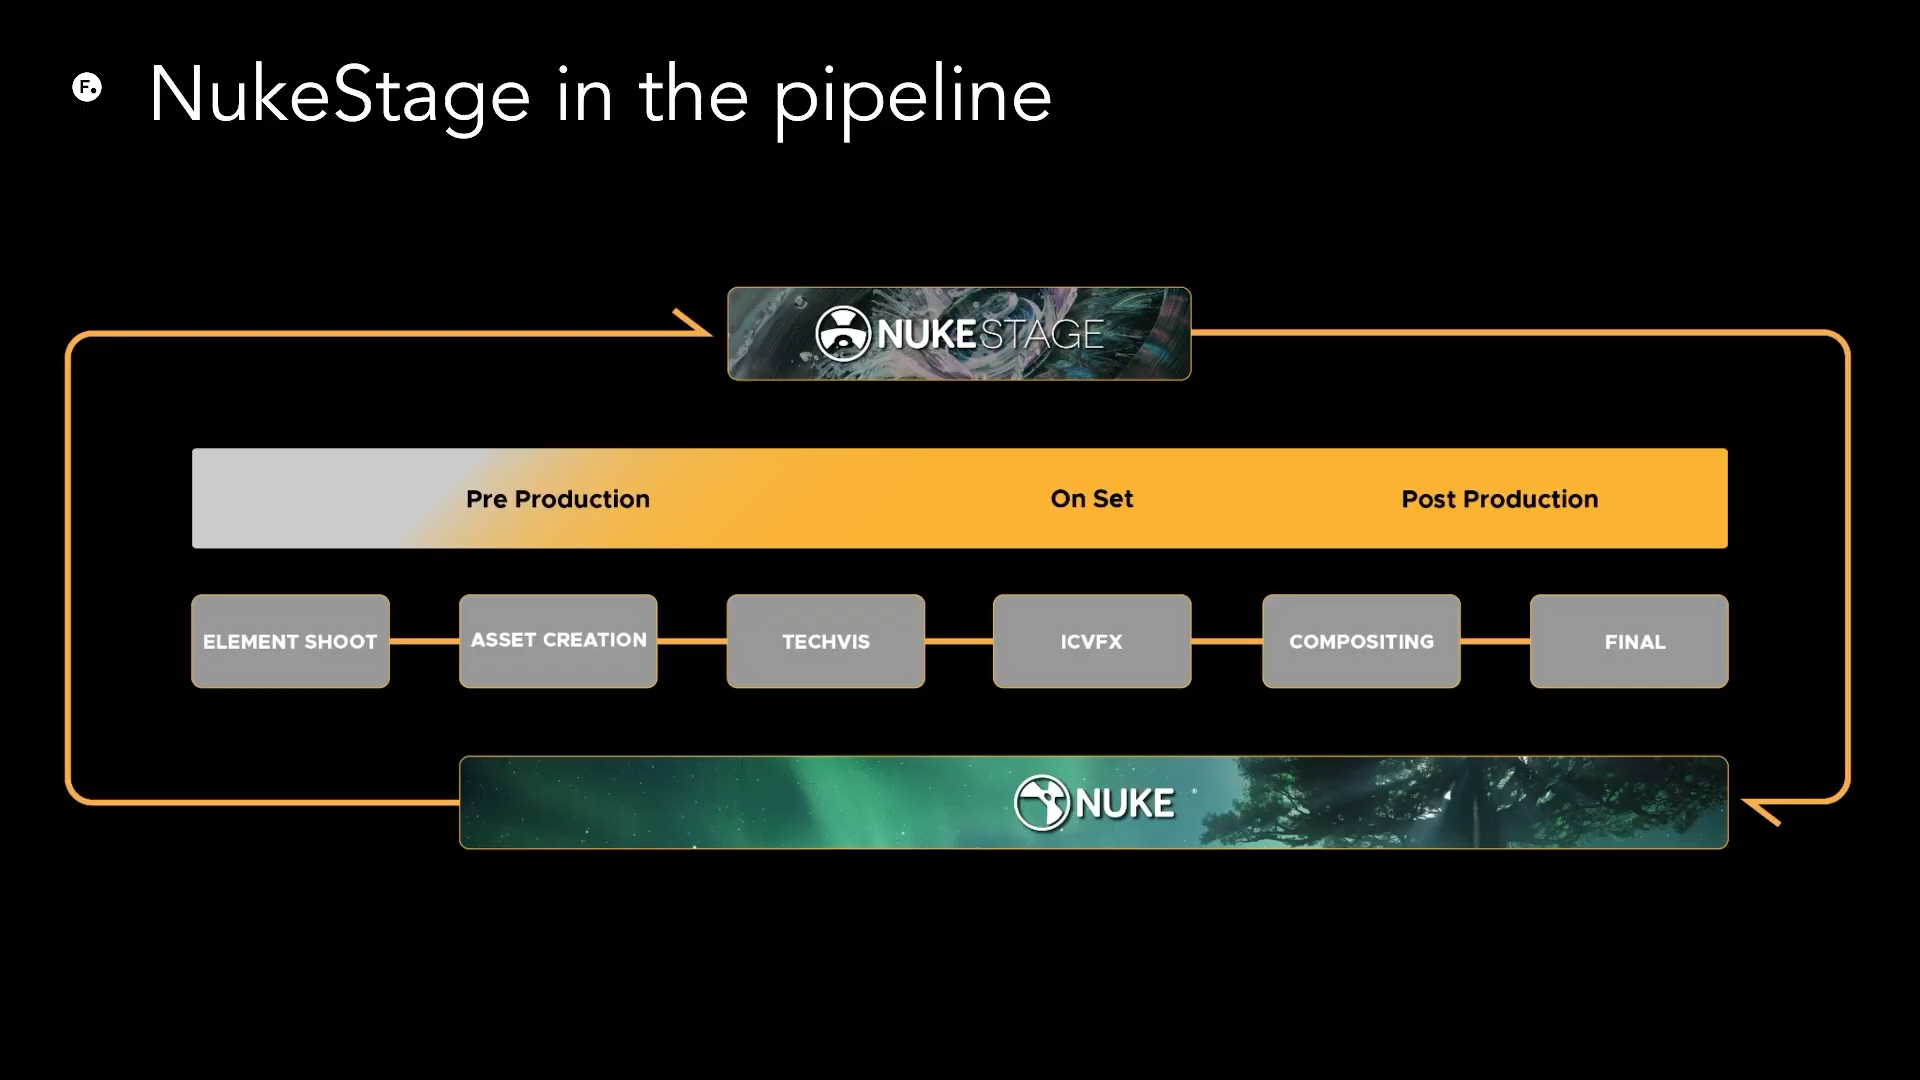 F.
NukeStage in the pipeline
NUKESTAGE
Pre Production
On Set
Post Production
ELEMENT SHOOT
ASSET CREATION
TECHVIS
ICVFX
COMPOSITING
FINAL
NUKE